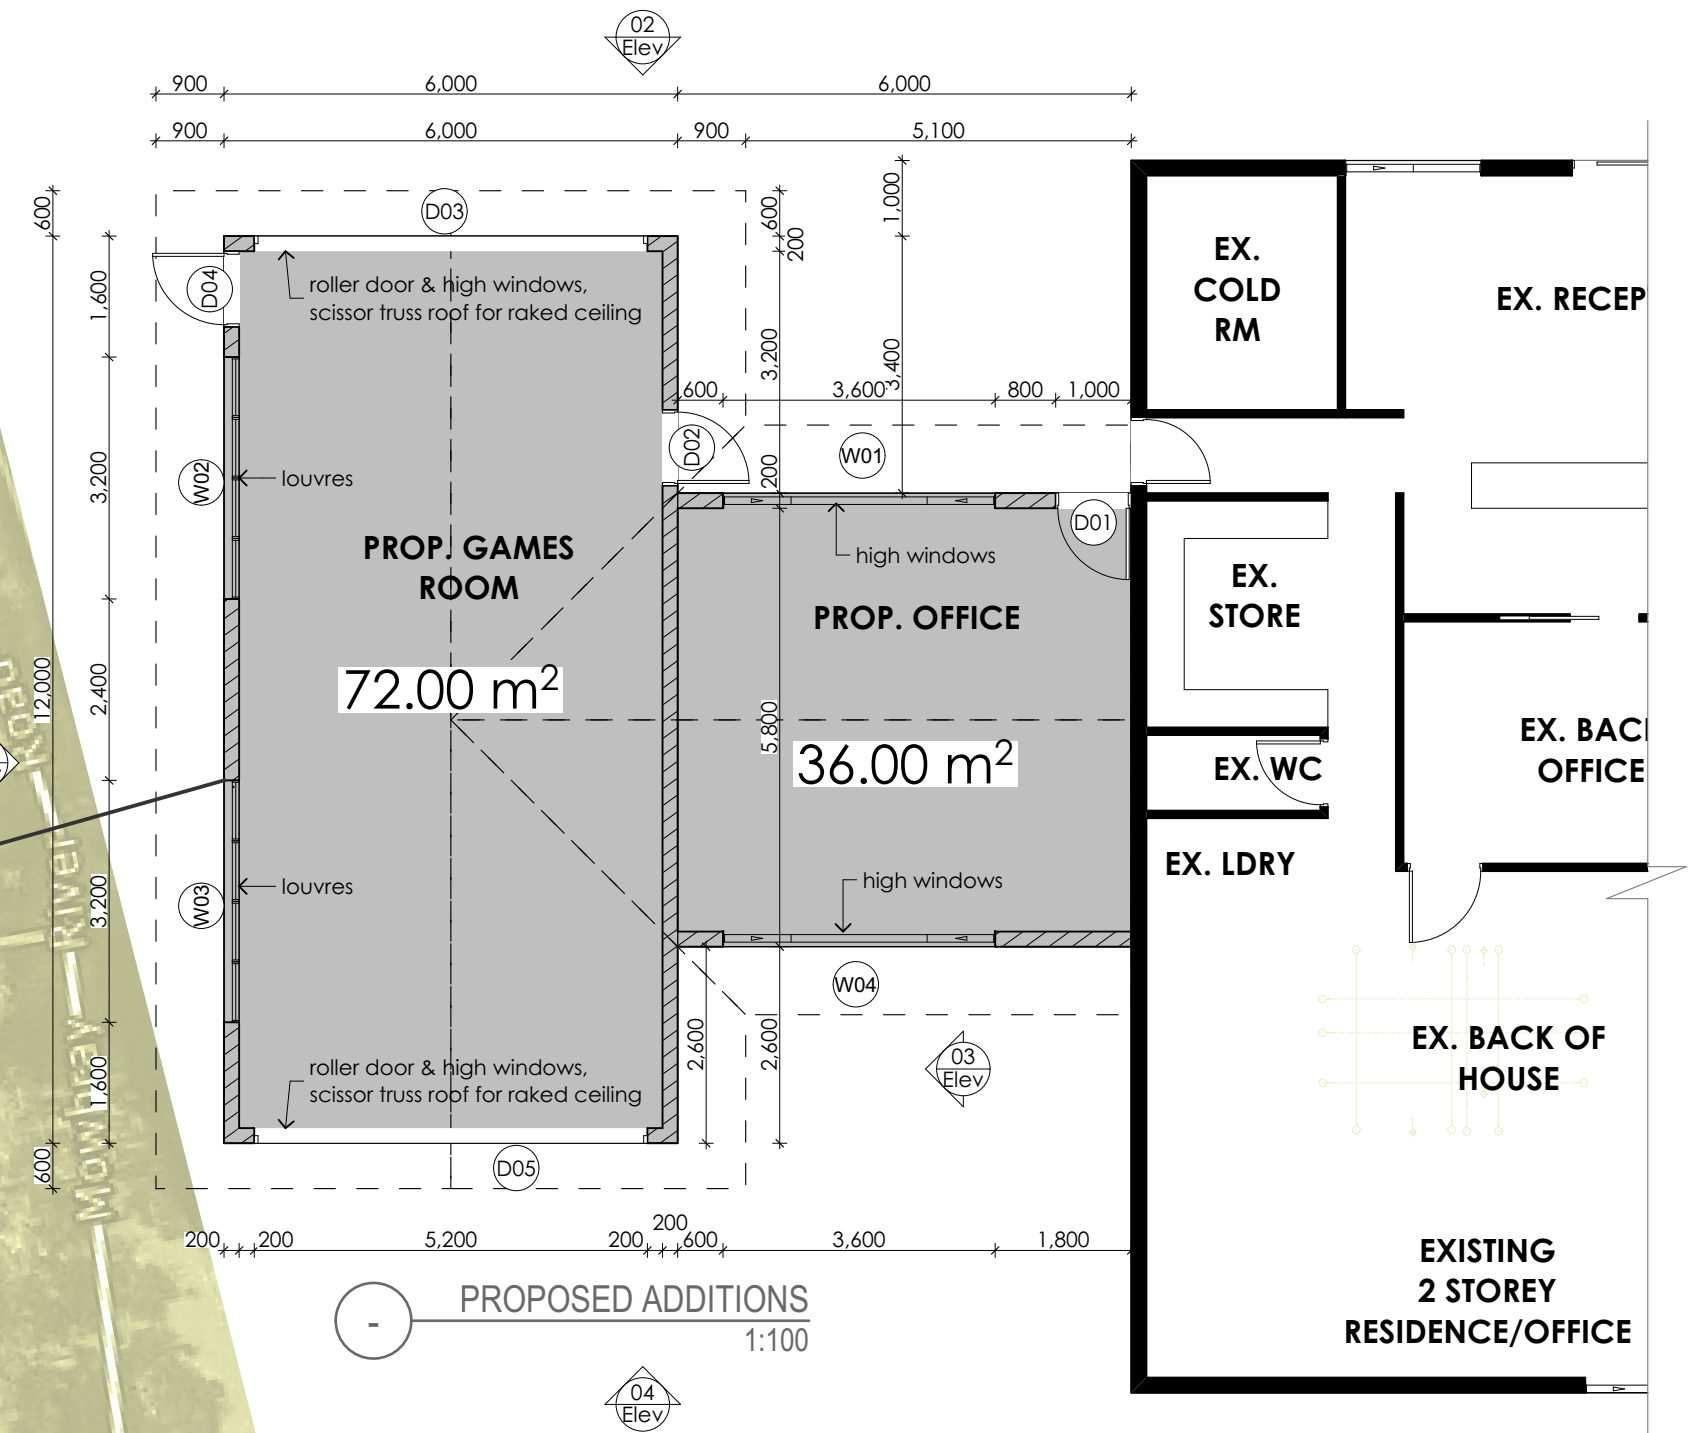 02
Elev
900
6,000
6,000
900
6,000
900
5,100
600
1,000
600
200
D03
EX.
COLD
RM
EX. RECEP
D04
roller door & high windows,
scissor truss roof for raked ceiling
1,600
3,200
3,400
600
3,600
800
1,000
D02
W01
200
W02
louvres
3,200
D01
PROP. GAMES
ROOM
high windows
EX.
STORE
PROP. OFFICE
12,000
2,400
72.00 m²
5,800
36.00 m²
EX. BACK
OFFICE
EX. WC
W03
louvres
3,200
high windows
EX. LDRY
W04
2,600
2,600
03
Elev
EX. BACK OF
HOUSE
roller door & high windows,
scissor truss roof for raked ceiling
1,600
600
D05
200
200
5,200
200
200
600
3,600
1,800
EXISTING
2 STOREY
RESIDENCE/OFFICE
-
PROPOSED ADDITIONS
1:100
04
Elev